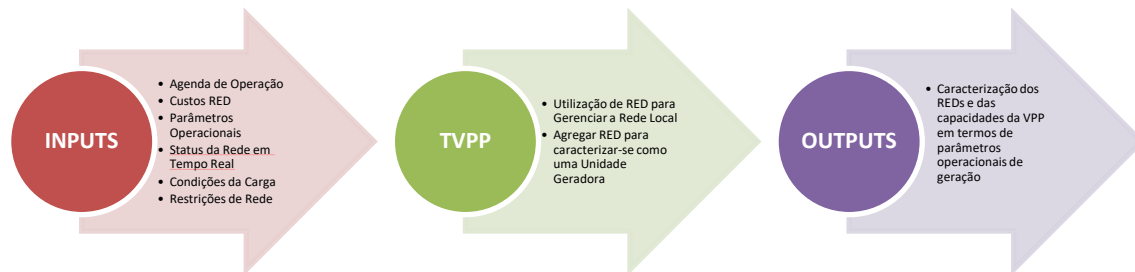 INPUTS
• Agenda de Operação
• Custos RED
• Parâmetros
Operacionais
• Status da Rede em
Tempo Real
• Condições da Carga
• Restrições de Rede
TVPP
• Utilização de RED para
Gerenciar a Rede Local
• Agregar RED para
caracterizar-se como
uma Unidade
Geradora
OUTPUTS
• Caracterização dos
REDs e das
capacidades da VPP
em termos de
parâmetros
operacionais de
geração